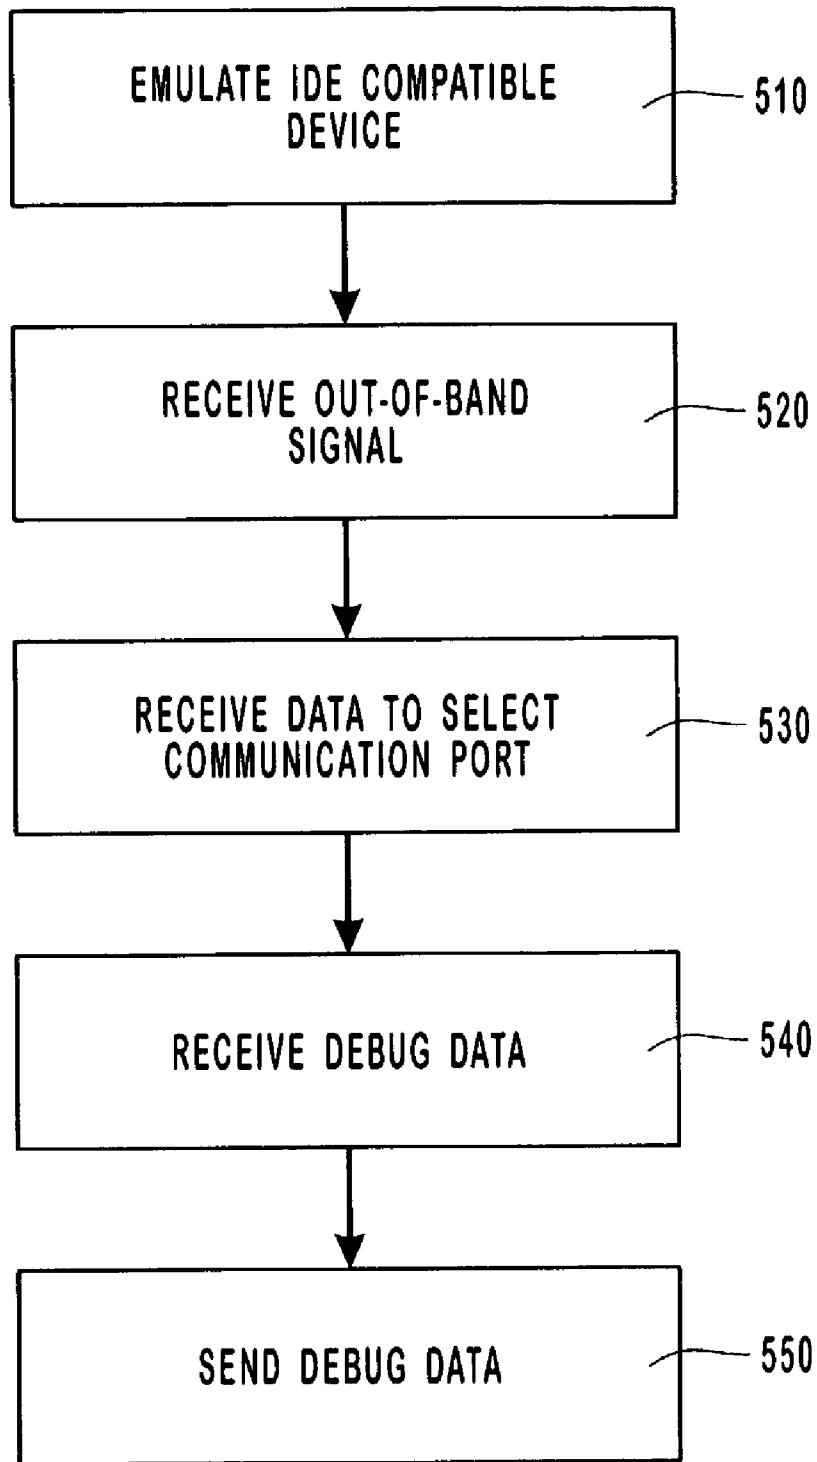 EMULATE IDE COMPATIBLE
DEVICE
510
RECEIVE OUT-OF-BAND
SIGNAL
520
RECEIVE DATA TO SELECT
COMMUNICATION PORT
530
RECEIVE DEBUG DATA
540
SEND DEBUG DATA
550